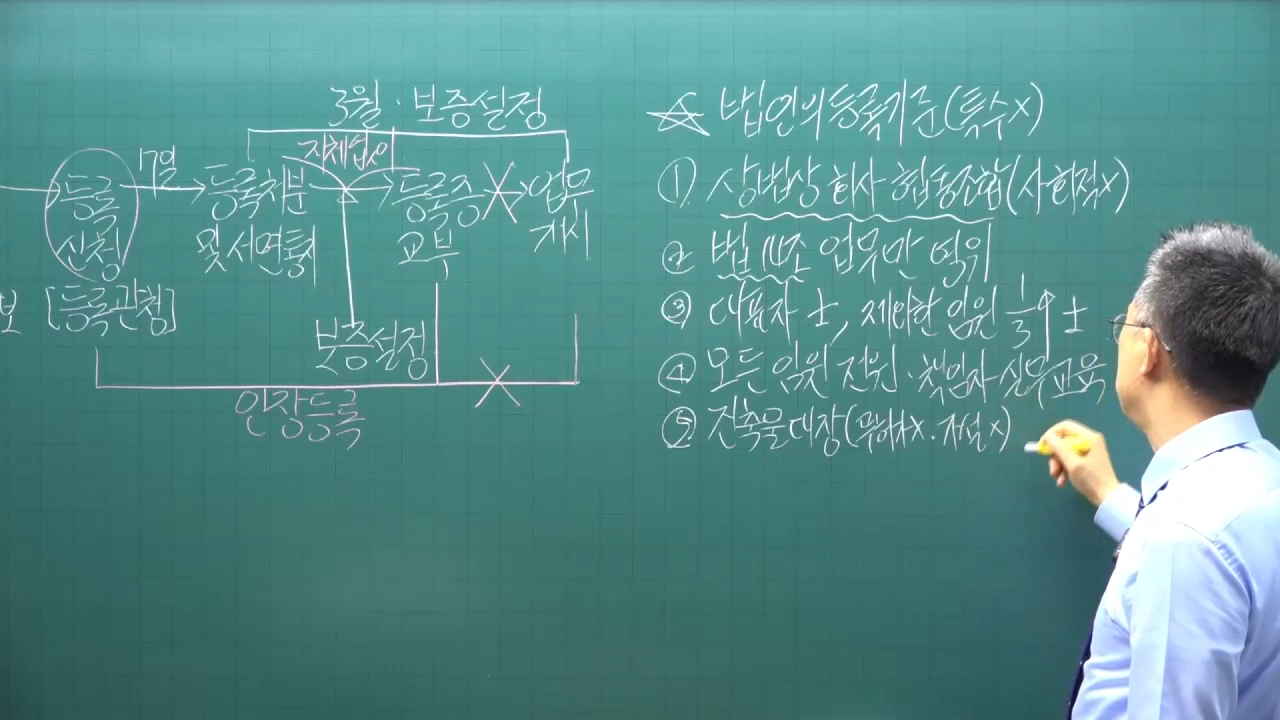 3월·보증설정
지체없이
등록신청
7일
등록처분 및 서면통지
등록증 교부
업무개시
보 [등록관청]
보증설정
인장등록
☆ 법인의 등록기준(특수x)
① 상법상 회사 협동조합(사회적x)
② 법 14조 업무만 영위
③ 대표자 ±, 제외한 임원 1/3↑ ±
④ 모든 임원 전원·책임자 실무교육
⑤ 건축물대장(무허가x·가설x)